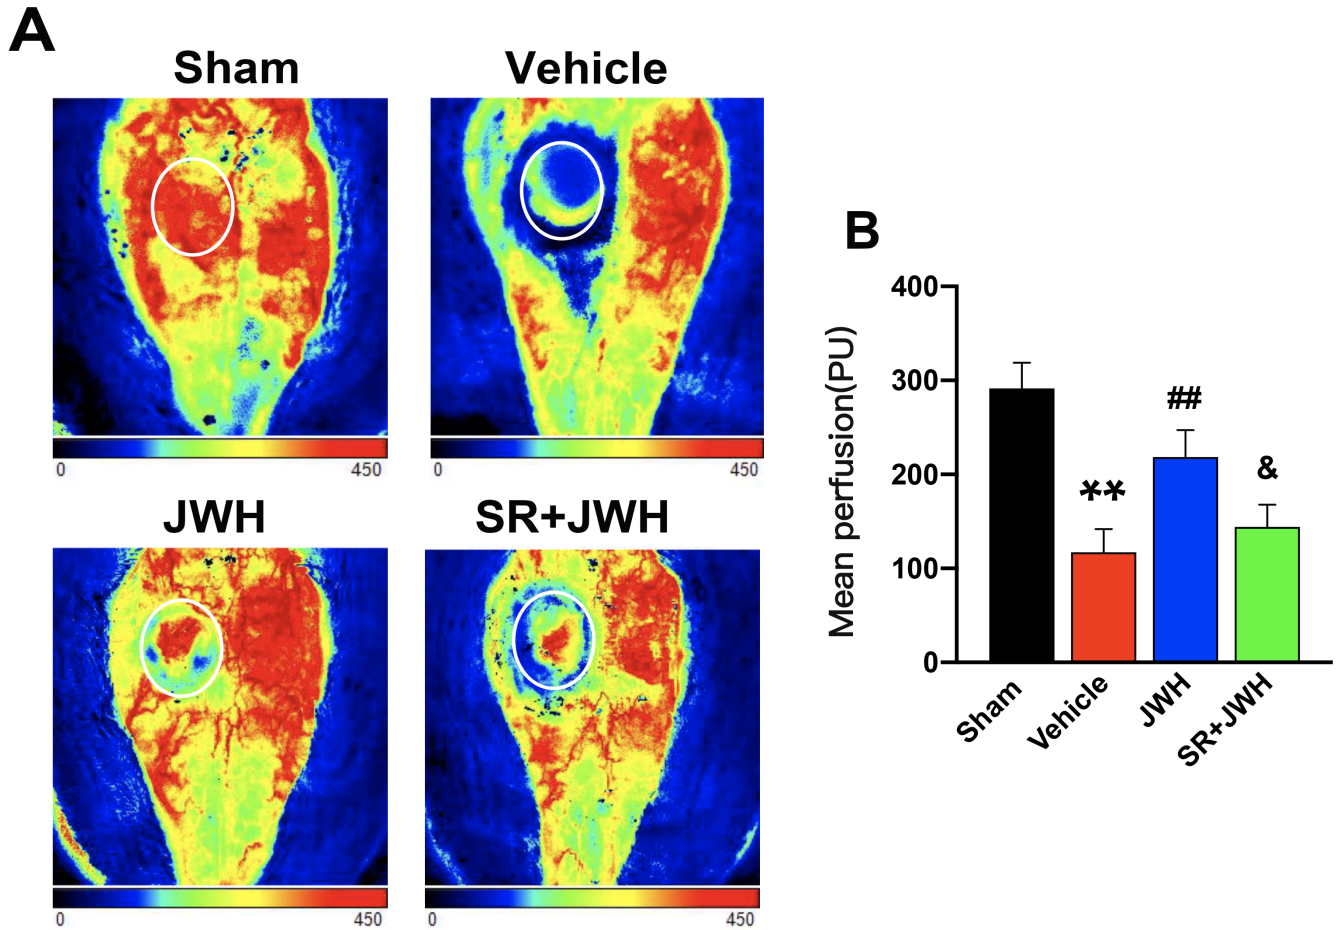 A
Sham
Vehicle
0 450
0 450
JWH
SR+JWH
0 450
0 450
B
Mean perfusion(PU)
400
300
200
100
0
**
##
&
Sham
Vehicle
JWH
SR+JWH